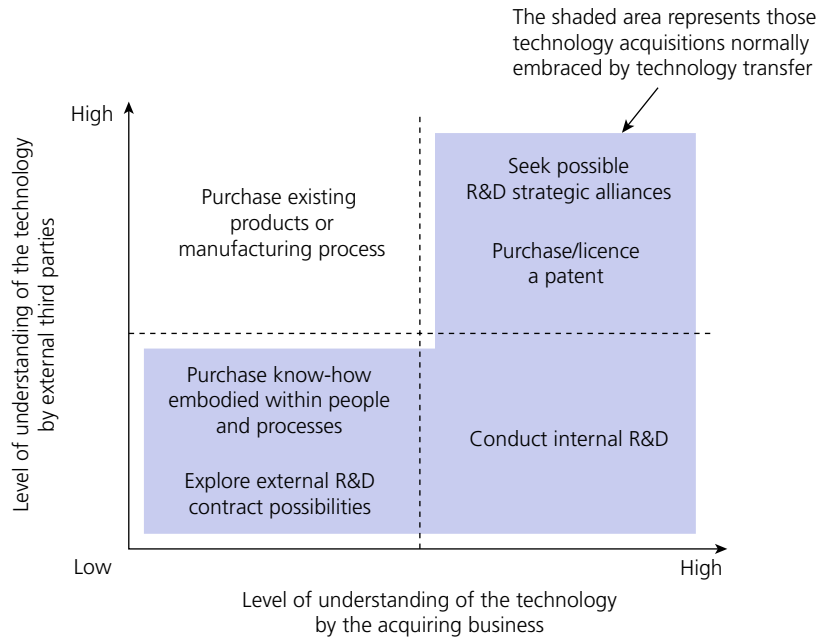 The shaded area represents those
technology acquisitions normally
embraced by technology transfer
High
Level of understanding of the technology
by external third parties
Purchase existing
products or
manufacturing process
Seek possible
R&D strategic alliances
Purchase/licence
a patent
Purchase know-how
embodied within people
and processes
Explore external R&D
contract possibilities
Conduct internal R&D
Low
High
Level of understanding of the technology
by the acquiring business